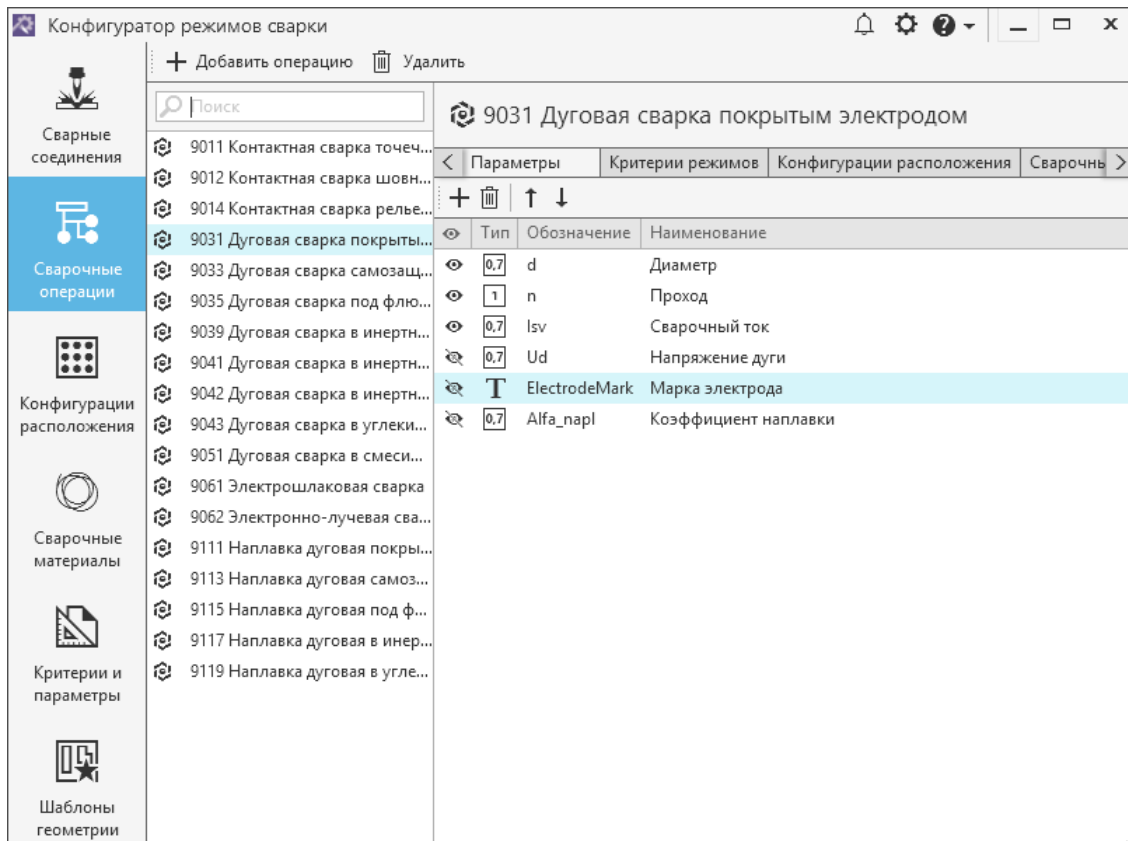 Конфигуратор режимов сварки
Добавить операцию Удалить
Сварные
соединения
Сварочные
операции
Конфигурации
расположения
Сварочные
материалы
Критерии и
параметры
Шаблоны
геометрии
Поиск
9011 Контактная сварка точеч...
9012 Контактная сварка шовн...
9014 Контактная сварка релье...
9031 Дуговая сварка покрыты...
9033 Дуговая сварка самозащ...
9035 Дуговая сварка под флю...
9039 Дуговая сварка в инертн...
9041 Дуговая сварка в инертн...
9042 Дуговая сварка в инертн...
9043 Дуговая сварка в углеки...
9051 Дуговая сварка в смеси...
9061 Электрошлаковая сварка
9062 Электронно-лучевая сва...
9111 Наплавка дуговая покры...
9113 Наплавка дуговая самоз...
9115 Наплавка дуговая под ф...
9117 Наплавка дуговая в инер...
9119 Наплавка дуговая в угле...
9031 Дуговая сварка покрытым электродом
Параметры Критерии режимов Конфигурации расположения Сварочнь
Тип Обозначение Наименование
0,7 d Диаметр
1 n Проход
0,7 Isv Сварочный ток
0,7 Ud Напряжение дуги
T ElectrodeMark Марка электрода
0,7 Alfa_napl Коэффициент наплавки